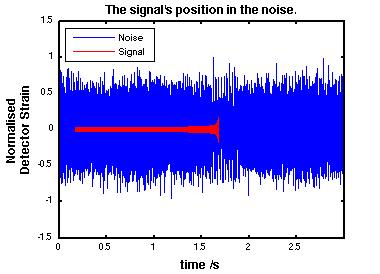 The signal's position in the noise.
Noise
Signal
Normalised
Detector Strain
1.5
1
0.5
0
-0.5
-1
-1.5
0
0.5
1
1.5
2
2.5
time /s